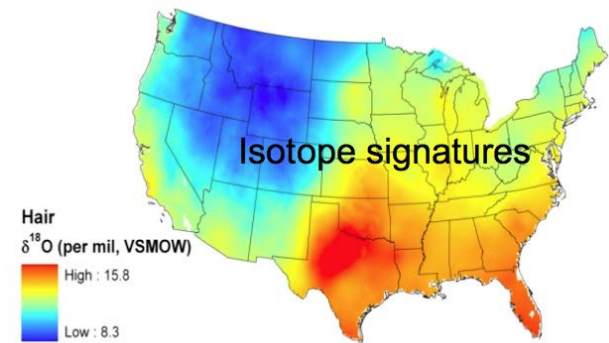 Isotope signatures
Hair
δ¹⁸O (per mil, VSMOW)
High : 15.8
Low : 8.3